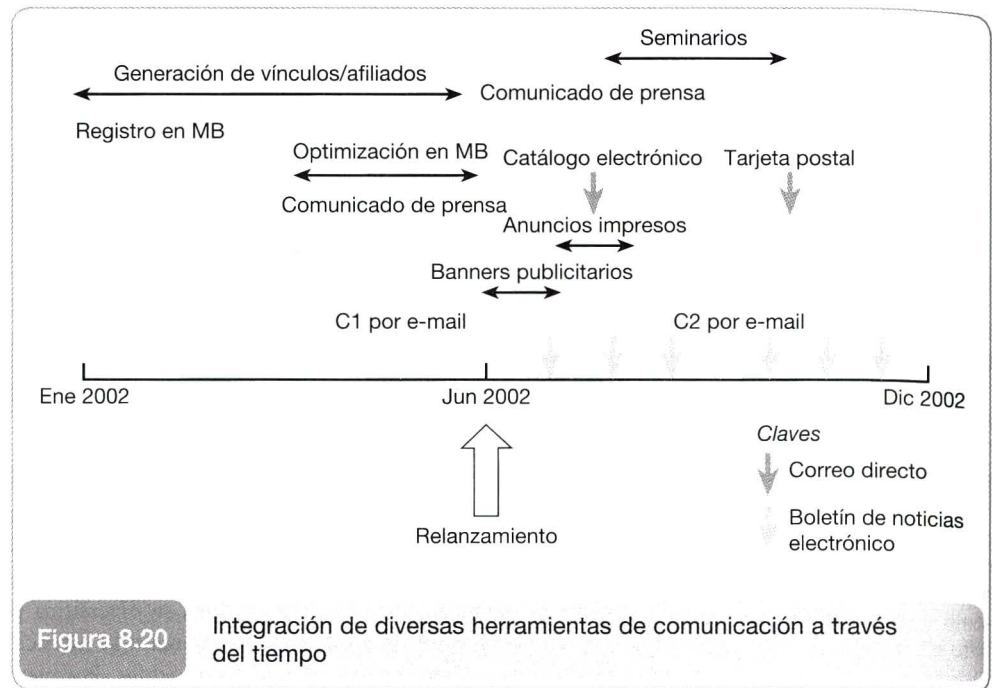 Seminarios
Generación de vínculos/afiliados
Comunicado de prensa
Registro en MB
Optimización en MB
Catálogo electrónico
Tarjeta postal
Comunicado de prensa
Anuncios impresos
Banners publicitarios
C1 por e-mail
C2 por e-mail
Ene 2002
Jun 2002
Dic 2002
Claves
Correo directo
Boletín de noticias
electrónico
Relanzamiento
Figura 8.20
Integración de diversas herramientas de comunicación a través
del tiempo